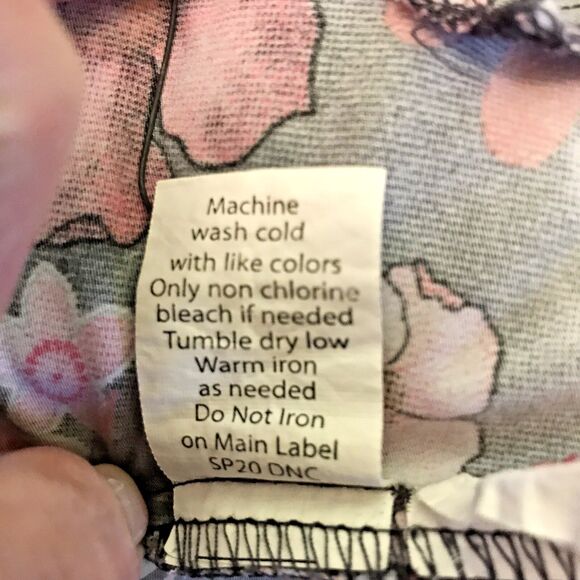 Machine
wash cold
with like colors
Only non chlorine
bleach if needed
Tumble dry low
Warm iron
as needed
Do Not Iron
on Main Label
SP20 DNC